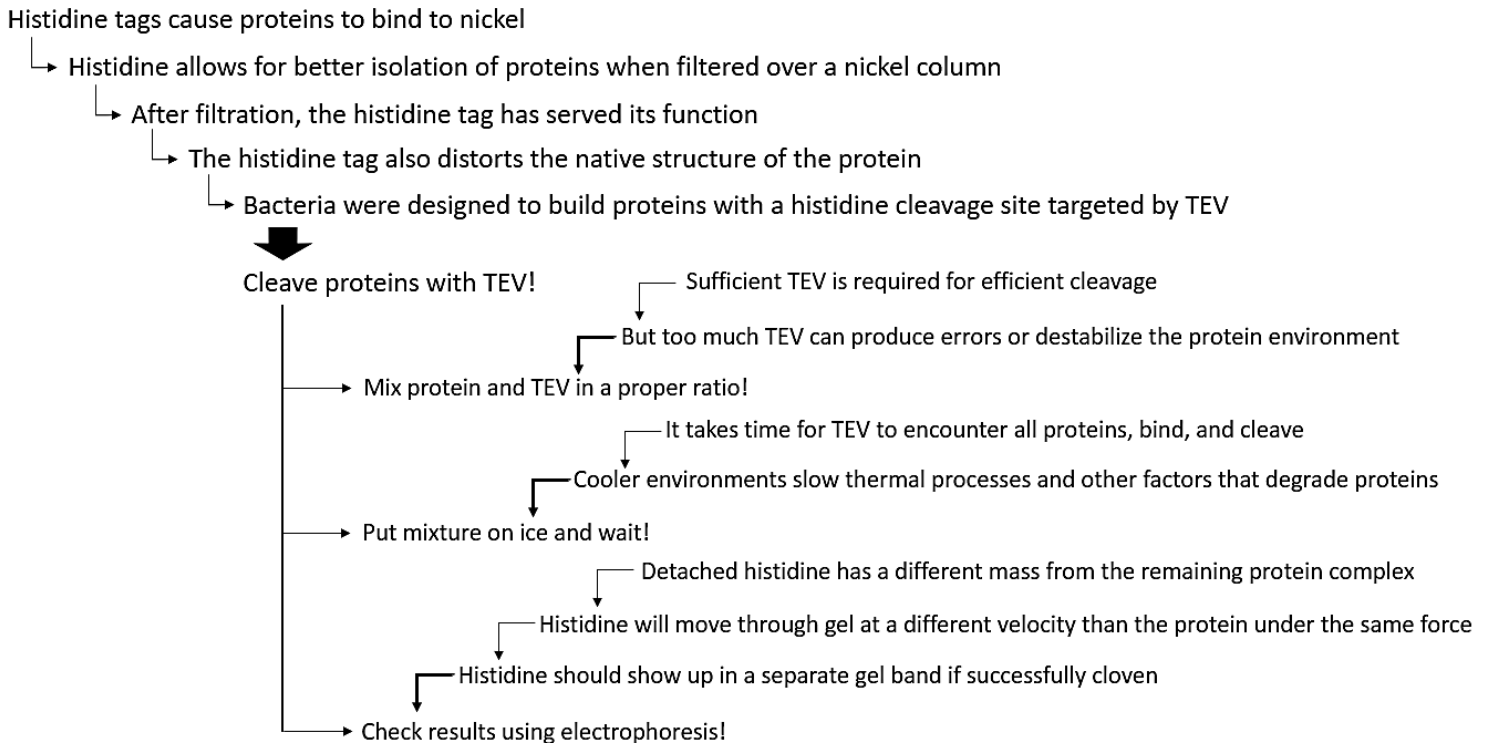 Histidine tags cause proteins to bind to nickel
Histidine allows for better isolation of proteins when filtered over a nickel column
After filtration, the histidine tag has served its function
The histidine tag also distorts the native structure of the protein
Bacteria were designed to build proteins with a histidine cleavage site targeted by TEV
Cleave proteins with TEV!
Sufficient TEV is required for efficient cleavage
But too much TEV can produce errors or destabilize the protein environment
Mix protein and TEV in a proper ratio!
It takes time for TEV to encounter all proteins, bind, and cleave
Cooler environments slow thermal processes and other factors that degrade proteins
Put mixture on ice and wait!
Detached histidine has a different mass from the remaining protein complex
Histidine will move through gel at a different velocity than the protein under the same force
Histidine should show up in a separate gel band if successfully cloven
Check results using electrophoresis!